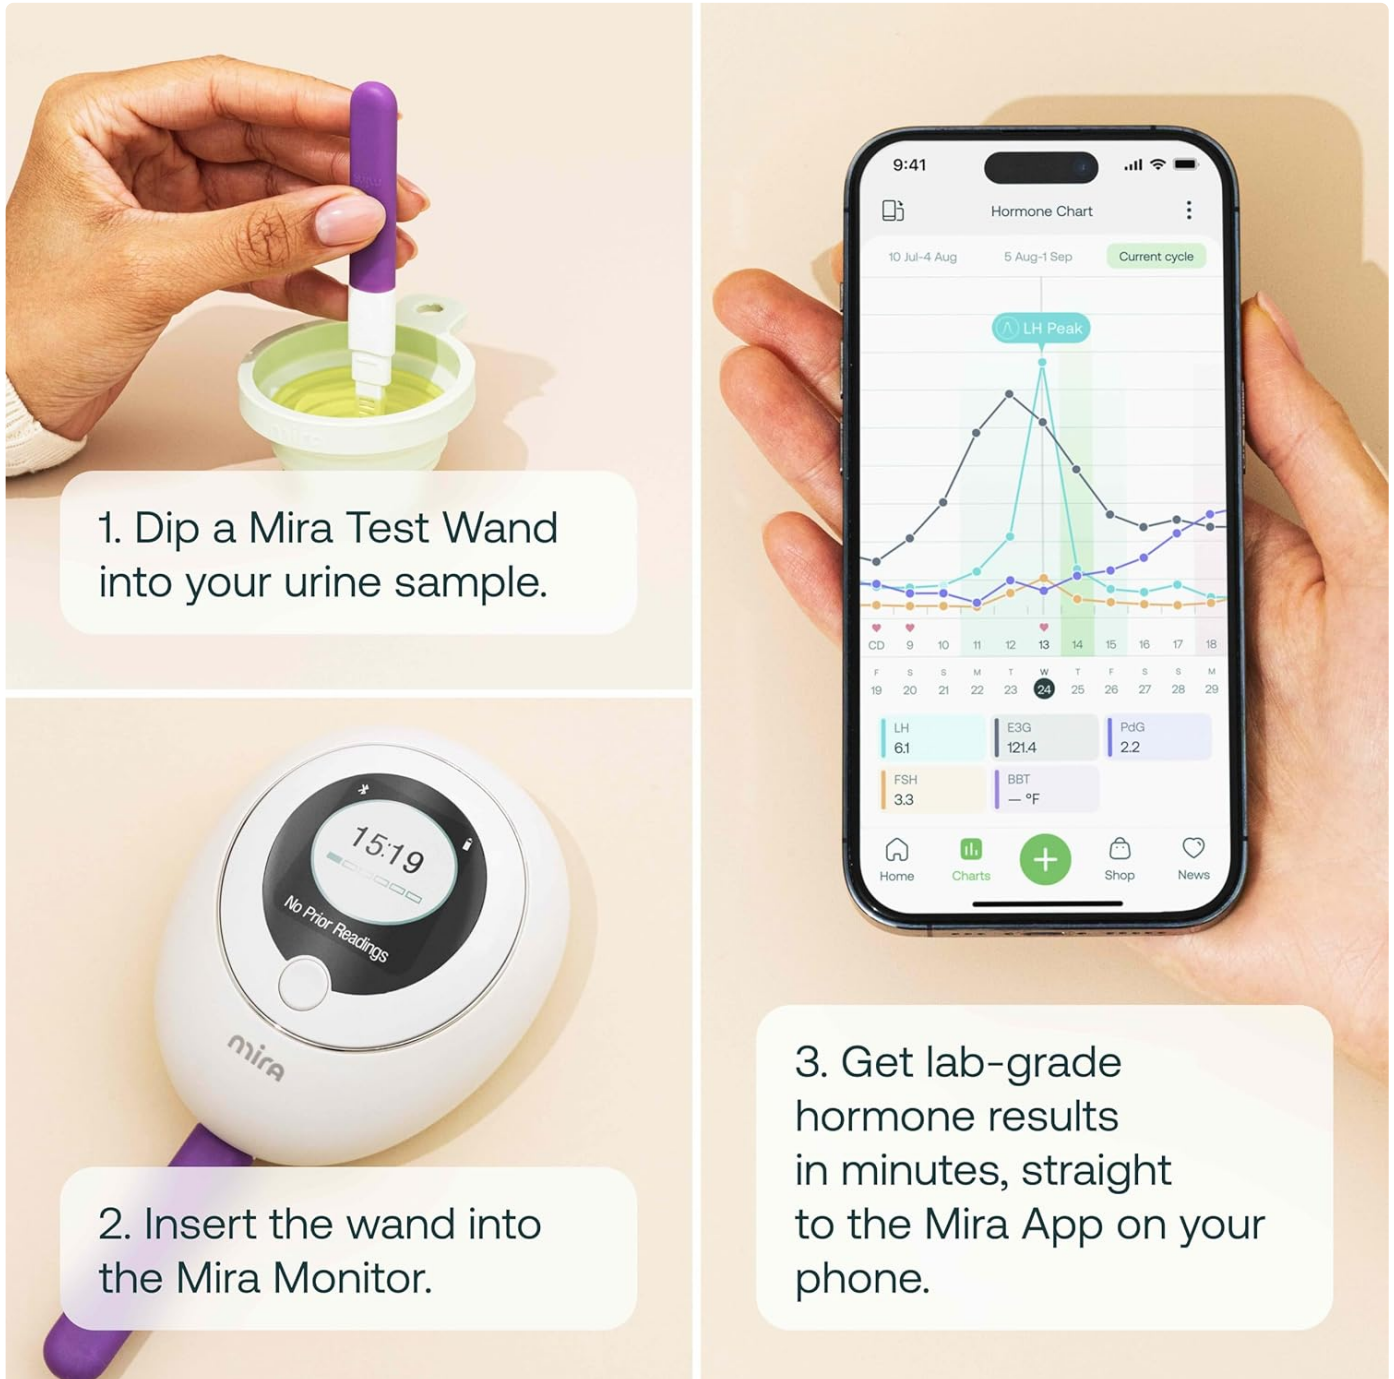 1. Dip a Mira Test Wand
into your urine sample.
15:19
No Prior Readings
mira
2. Insert the wand into
the Mira Monitor.
9:41
Hormone Chart
10 Jul-4 Aug 5 Aug-1 Sep Current cycle
LH Peak
CD 9 10 11 12 13 14 15 16 17 18
F S S M T W T F S S M
19 20 21 22 23 24 25 26 27 28 29
LH E3G PdG
6.1 121.4 2.2
FSH BBT
3.3 — °F
Home Charts Shop News
3. Get lab-grade
hormone results
in minutes, straight
to the Mira App on your
phone.